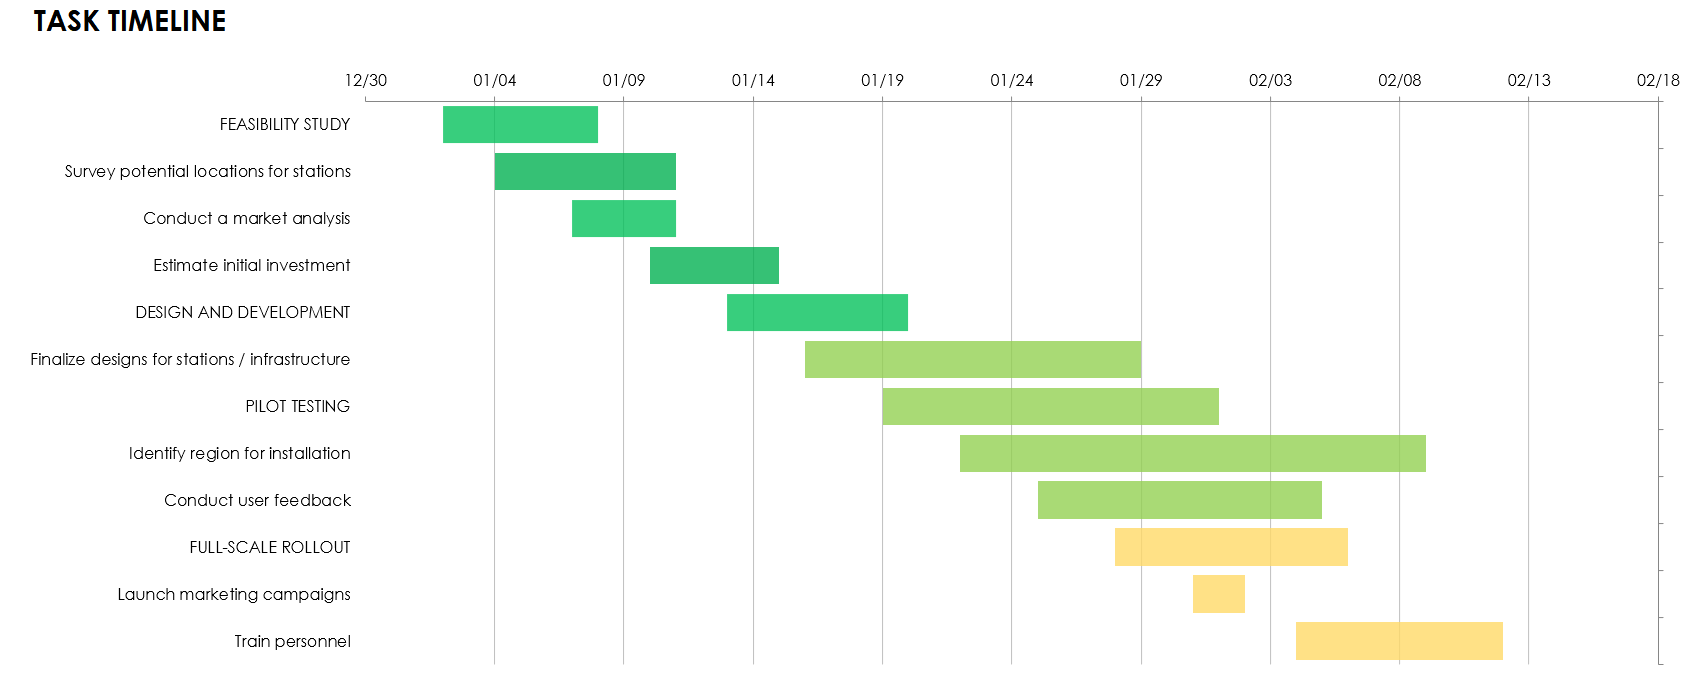 TASK TIMELINE
12/30 01/04 01/09 01/14 01/19 01/24 01/29 02/03 02/08 02/13 02/18
FEASIBILITY STUDY
Survey potential locations for stations
Conduct a market analysis
Estimate initial investment
DESIGN AND DEVELOPMENT
Finalize designs for stations / infrastructure
PILOT TESTING
Identify region for installation
Conduct user feedback
FULL-SCALE ROLLOUT
Launch marketing campaigns
Train personnel